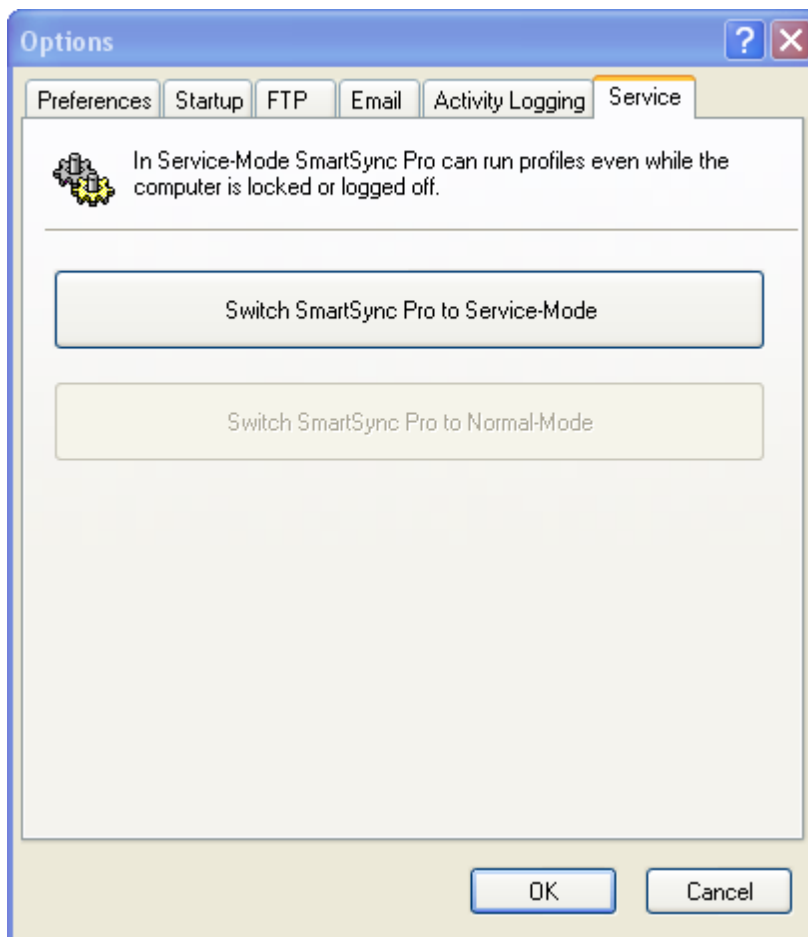 Options
Preferences Startup FTP Email Activity Logging Service
In Service-Mode SmartSync Pro can run profiles even while the
computer is locked or logged off.
Switch SmartSync Pro to Service-Mode
Switch SmartSync Pro to Normal-Mode
OK Cancel